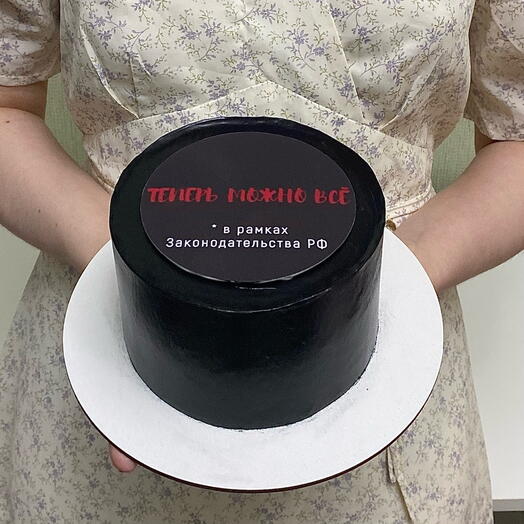 ТЕПЕРЬ МОЖНО ВСЁ
* в рамках
Законодательства РФ